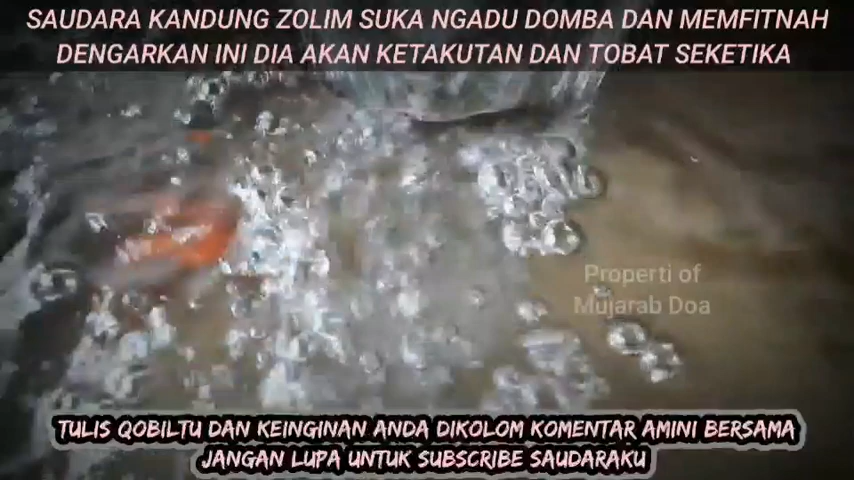 SAUDARA KANDUNG ZOLIM SUKA NGADU DOMBA DAN MEMFITNAH
DENGARKAN INI DIA AKAN KETAKUTAN DAN TOBAT SEKETIKA
Properti of
Mujarab Doa
TULIS QOBILTU DAN KEINGINAN ANDA DIKOLOM KOMENTAR AMINI BERSAMA
JANGAN LUPA UNTUK SUBSCRIBE SAUDARAKU